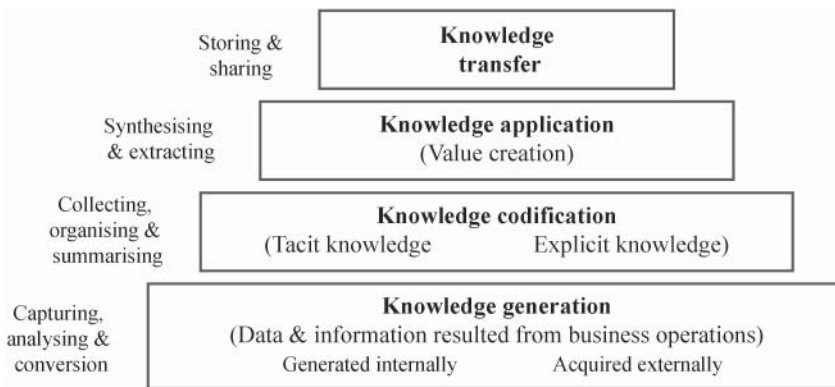 Storing &
sharing
Knowledge
transfer
Synthesising
& extracting
Knowledge application
(Value creation)
Collecting,
organising &
summarising
Knowledge codification
(Tacit knowledge Explicit knowledge)
Capturing,
analysing &
conversion
Knowledge generation
(Data & information resulted from business operations)
Generated internally Acquired externally